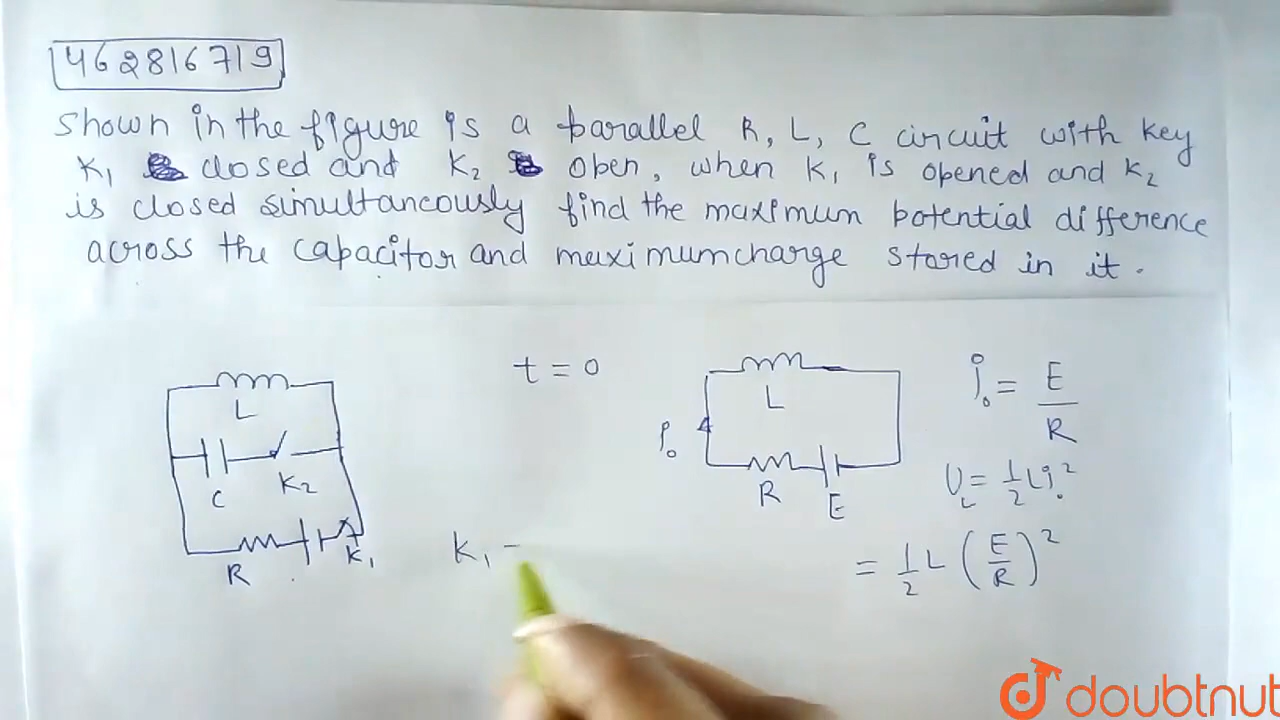 462816719
Shown in the figure is a parallel R, L, C circuit with key
K₁ closed and K₂ open, when K₁ is opened and K₂
is closed simultaneously find the maximum potential difference
across the capacitor and maximum charge stored in it.
t = 0
L
C
K₂
R
K₁
L
i₀
R
E
i₀ = E/R
U_L = 1/2 L i₀²
= 1/2 L (E/R)²
K₁ -
doubtnut